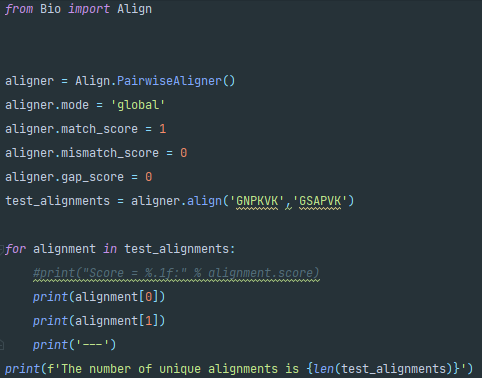 from Bio import Align
aligner = Align.PairwiseAligner()
aligner.mode = 'global'
aligner.match_score = 1
aligner.mismatch_score = 0
aligner.gap_score = 0
test_alignments = aligner.align('GNPKVK','GSAPVK')
for alignment in test_alignments:
    #print("Score = %.1f:" % alignment.score)
    print(alignment[0])
    print(alignment[1])
    print('---')
print(f'The number of unique alignments is {len(test_alignments)}')